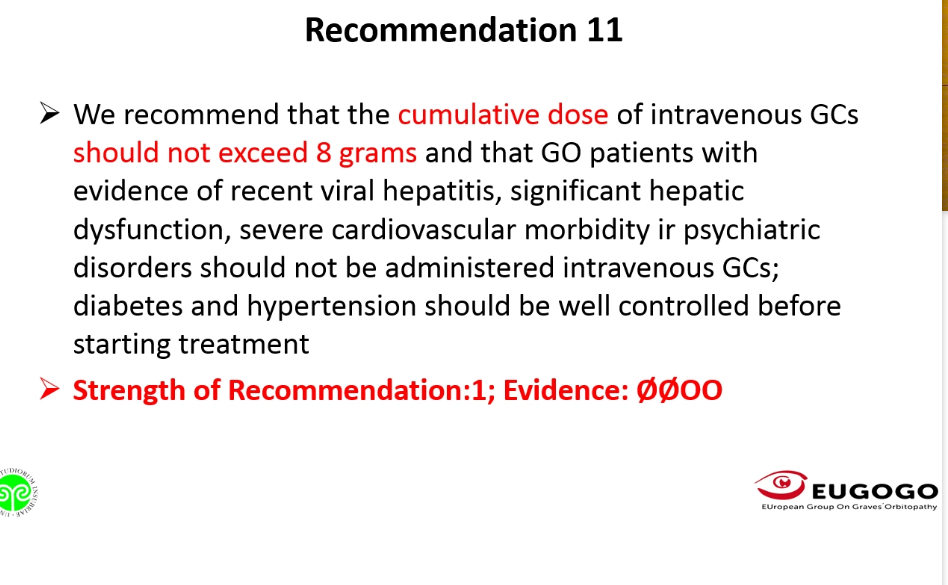 Recommendation 11
➢ We recommend that the cumulative dose of intravenous GCs
should not exceed 8 grams and that GO patients with
evidence of recent viral hepatitis, significant hepatic
dysfunction, severe cardiovascular morbidity ir psychiatric
disorders should not be administered intravenous GCs;
diabetes and hypertension should be well controlled before
starting treatment
➢ Strength of Recommendation:1; Evidence: ØØOO
EUGOGO
EUropean Group On Graves' Orbitopathy